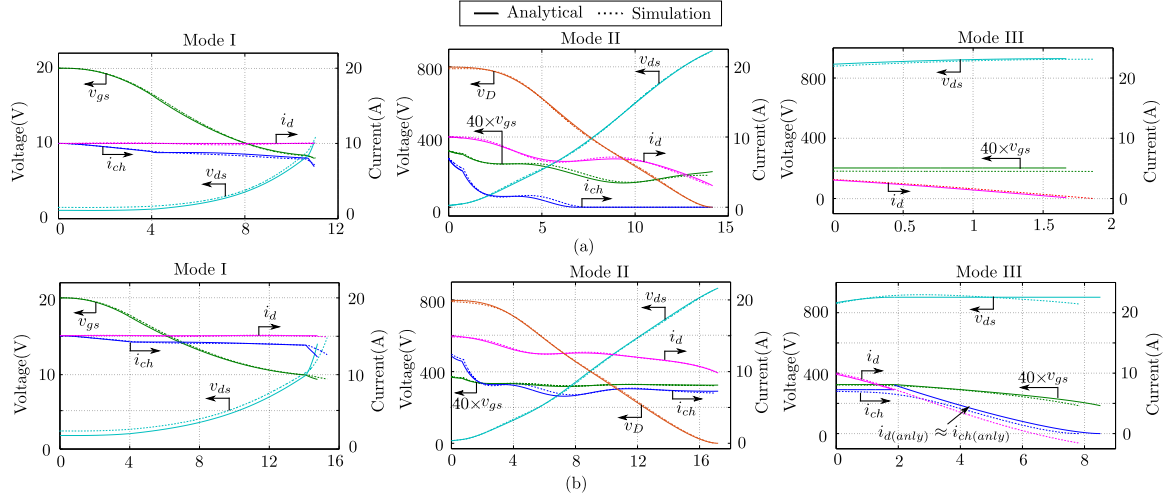 Analytical Simulation
Mode I
Mode II
Mode III
Voltage(V)
20
10
0
v_gs
i_d
i_ch
v_ds
20
10
0
Current(A)
0 4 8 12
Voltage(V)
800
400
0
v_D
v_ds
40×v_gs
i_d
i_ch
20
10
0
Current(A)
0 5 10 15
Voltage(V)
800
400
0
v_ds
40×v_gs
i_d
20
10
0
Current(A)
0 0.5 1 1.5 2
(a)
Mode I
Mode II
Mode III
Voltage(V)
20
10
0
v_gs
i_d
i_ch
v_ds
20
10
0
Current(A)
0 4 8 12 16
Voltage(V)
800
400
0
v_ds
i_d
40×v_gs
i_ch
v_D
20
10
0
Current(A)
0 4 8 12 16
Voltage(V)
800
400
0
v_ds
i_d
40×v_gs
i_ch
i_d(anly) ≈ i_ch(anly)
20
10
0
Current(A)
0 2 4 6 8
(b)